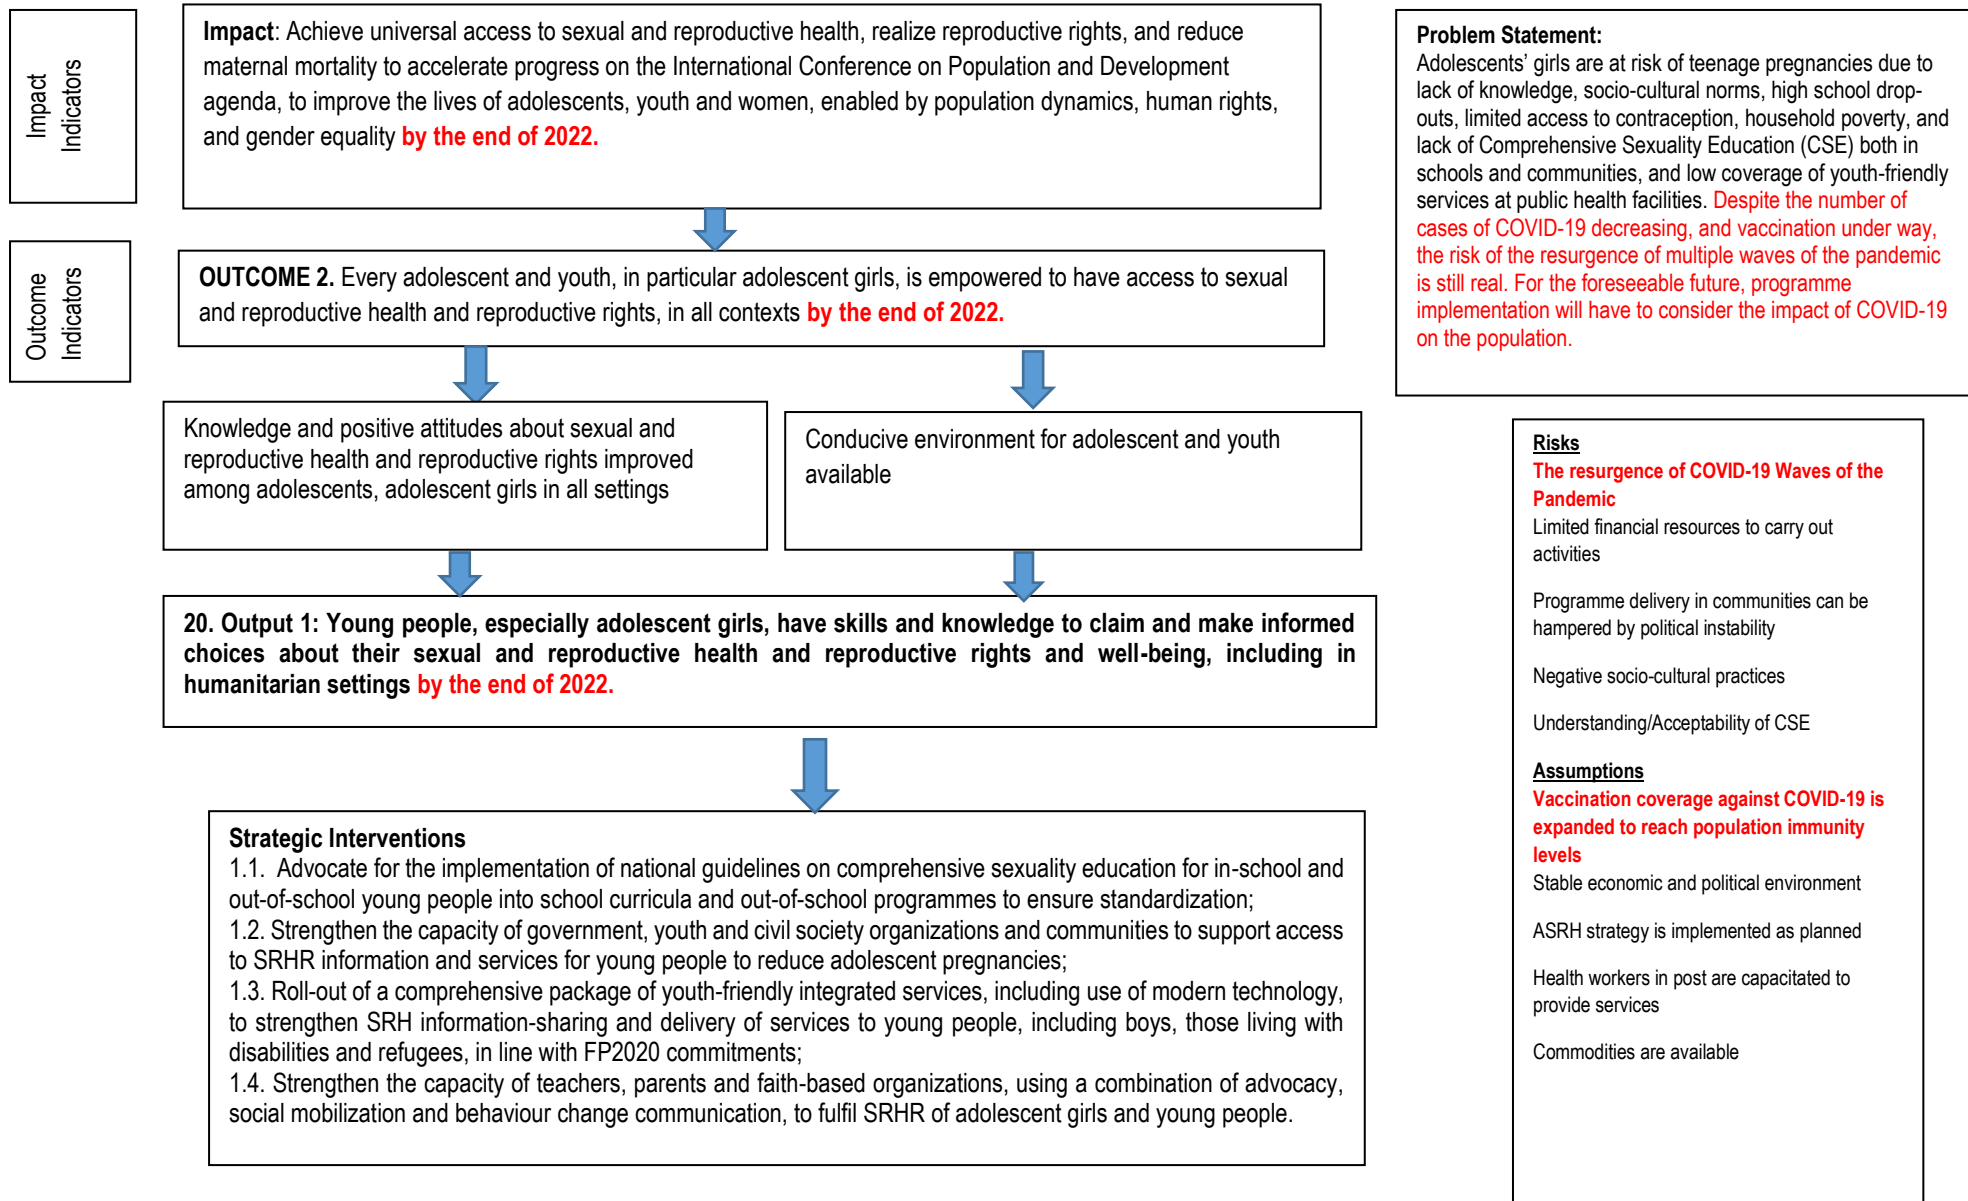 Impact
Indicators
Impact: Achieve universal access to sexual and reproductive health, realize reproductive rights, and reduce
maternal mortality to accelerate progress on the International Conference on Population and Development
agenda, to improve the lives of adolescents, youth and women, enabled by population dynamics, human rights,
and gender equality by the end of 2022.
Outcome
Indicators
OUTCOME 2. Every adolescent and youth, in particular adolescent girls, is empowered to have access to sexual
and reproductive health and reproductive rights, in all contexts by the end of 2022.
Knowledge and positive attitudes about sexual and
reproductive health and reproductive rights improved
among adolescents, adolescent girls in all settings
Conducive environment for adolescent and youth
available
20. Output 1: Young people, especially adolescent girls, have skills and knowledge to claim and make informed
choices about their sexual and reproductive health and reproductive rights and well-being, including in
humanitarian settings by the end of 2022.
Strategic Interventions
1.1. Advocate for the implementation of national guidelines on comprehensive sexuality education for in-school and
out-of-school young people into school curricula and out-of-school programmes to ensure standardization;
1.2. Strengthen the capacity of government, youth and civil society organizations and communities to support access
to SRHR information and services for young people to reduce adolescent pregnancies;
1.3. Roll-out of a comprehensive package of youth-friendly integrated services, including use of modern technology,
to strengthen SRH information-sharing and delivery of services to young people, including boys, those living with
disabilities and refugees, in line with FP2020 commitments;
1.4. Strengthen the capacity of teachers, parents and faith-based organizations, using a combination of advocacy,
social mobilization and behaviour change communication, to fulfil SRHR of adolescent girls and young people.
Problem Statement:
Adolescents' girls are at risk of teenage pregnancies due to
lack of knowledge, socio-cultural norms, high school drop-
outs, limited access to contraception, household poverty, and
lack of Comprehensive Sexuality Education (CSE) both in
schools and communities, and low coverage of youth-friendly
services at public health facilities. Despite the number of
cases of COVID-19 decreasing, and vaccination under way,
the risk of the resurgence of multiple waves of the pandemic
is still real. For the foreseeable future, programme
implementation will have to consider the impact of COVID-19
on the population.
Risks
The resurgence of COVID-19 Waves of the
Pandemic
Limited financial resources to carry out
activities
Programme delivery in communities can be
hampered by political instability
Negative socio-cultural practices
Understanding/Acceptability of CSE
Assumptions
Vaccination coverage against COVID-19 is
expanded to reach population immunity
levels
Stable economic and political environment
ASRH strategy is implemented as planned
Health workers in post are capacitated to
provide services
Commodities are available